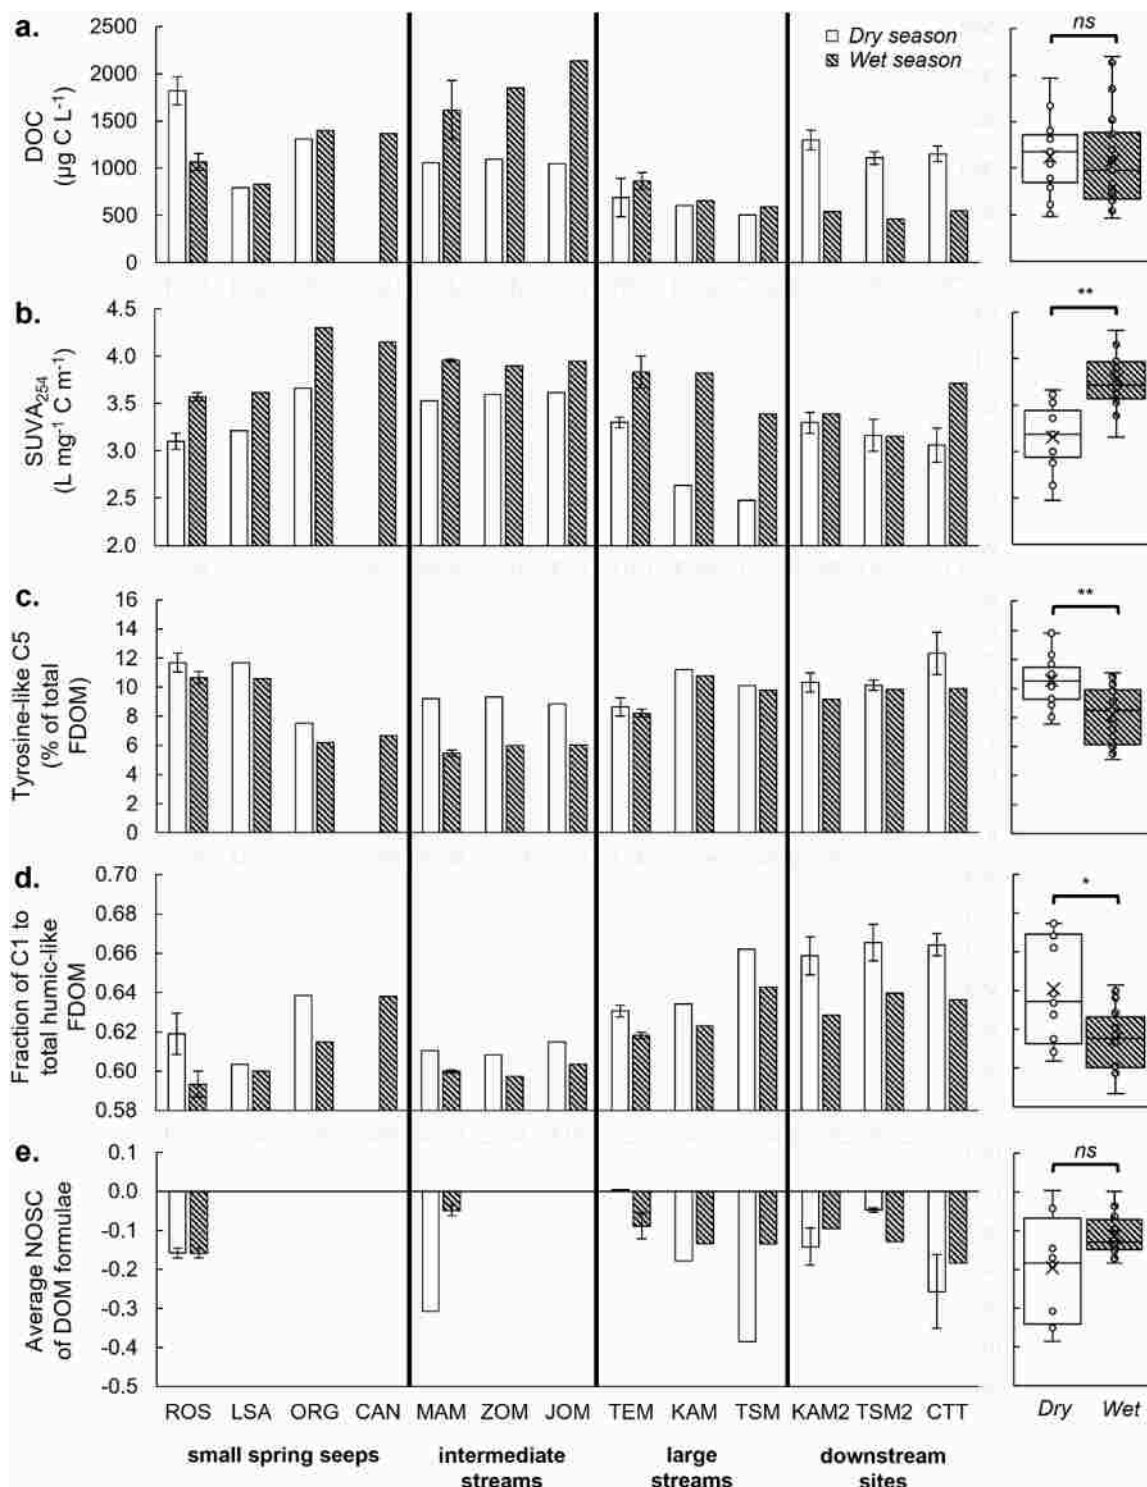 a.
2500
2000
1500
1000
500
0
DOC
(µg C L⁻¹)
Dry season
Wet season
ns
b.
4.5
4.0
3.5
3.0
2.5
2.0
SUVA₂₅₄
(L mg⁻¹ C m⁻¹)
**
c.
16
14
12
10
8
6
4
2
0
Tyrosine-like C5
(% of total
FDOM)
**
d.
0.70
0.68
0.66
0.64
0.62
0.60
0.58
Fraction of C1 to
total humic-like
FDOM
*
e.
0.1
0.0
-0.1
-0.2
-0.3
-0.4
-0.5
Average NOSC
of DOM formulae
ns
ROS LSA ORG CAN MAM ZOM JOM TEM KAM TSM KAM2 TSM2 CTT Dry Wet
small spring seeps
intermediate
streams
large
streams
downstream
sites